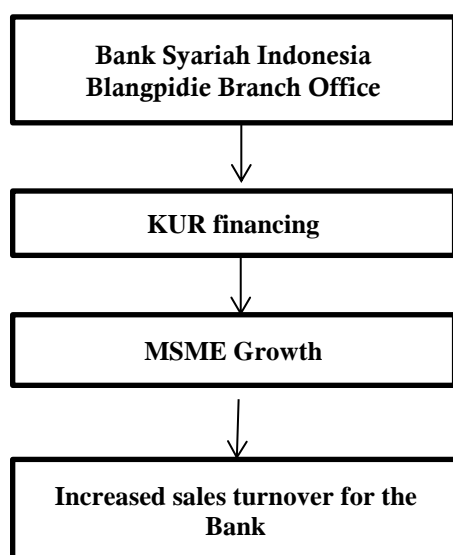 Bank Syariah Indonesia
Blangpidie Branch Office
KUR financing
MSME Growth
Increased sales turnover for the
Bank